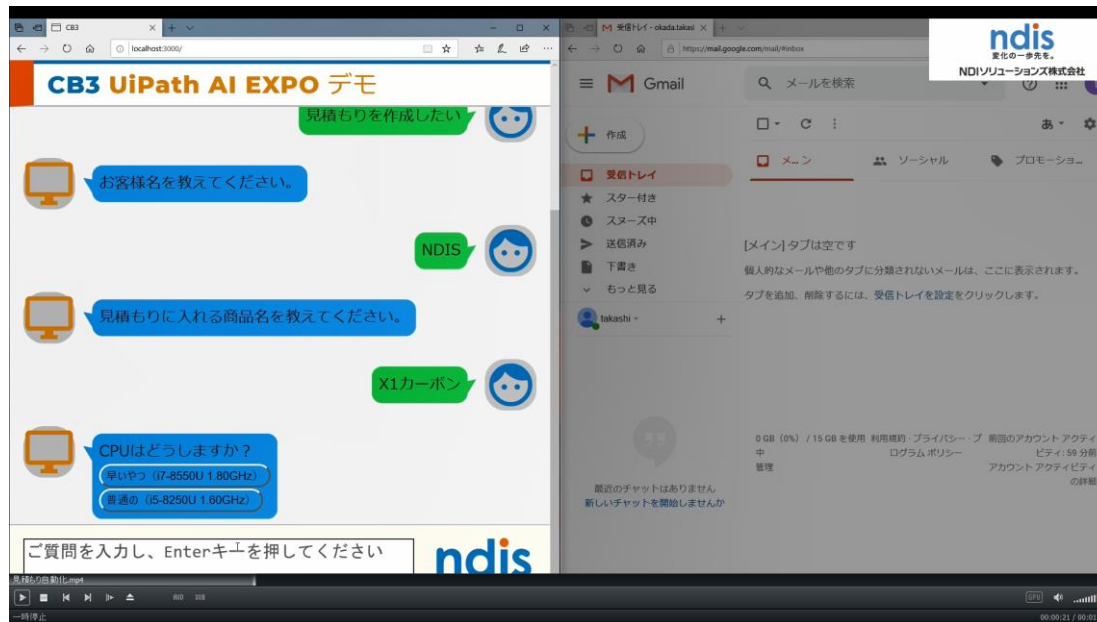 CB3
受信トレイ - okada.takasi
localhost:3000/
https://mail.google.com/mail/#inbox
ndis
変化の一歩先を。
NDIソリューションズ株式会社
CB3 UiPath AI EXPO デモ
見積もりを作成したい
お客様名を教えてください。
NDIS
見積もりに入れる商品名を教えてください。
X1カーボン
CPUはどうしますか？
早いやつ（i7-8550U 1.80GHz）
普通の（i5-8250U 1.60GHz）
ご質問を入力し、Enterキーを押してください
ndis
Gmail
メールを検索
作成
あ
受信トレイ
スター付き
スヌーズ中
送信済み
下書き
もっと見る
takashi
メイン
ソーシャル
プロモーショ...
[メイン] タブは空です
個人的なメールや他のタブに分類されないメールは、ここに表示されます。
タブを追加、削除するには、受信トレイを設定をクリックします。
最近のチャットはありません
新しいチャットを開始しませんか
0 GB（0%）/ 15 GB を使用中
管理
利用規約 · プライバシー · プログラム ポリシー
前回のアカウント アクティビティ: 59 分前
アカウント アクティビティの詳細
見積もり自動化.mp4
GPU
一時停止
00:00:21 / 00:01